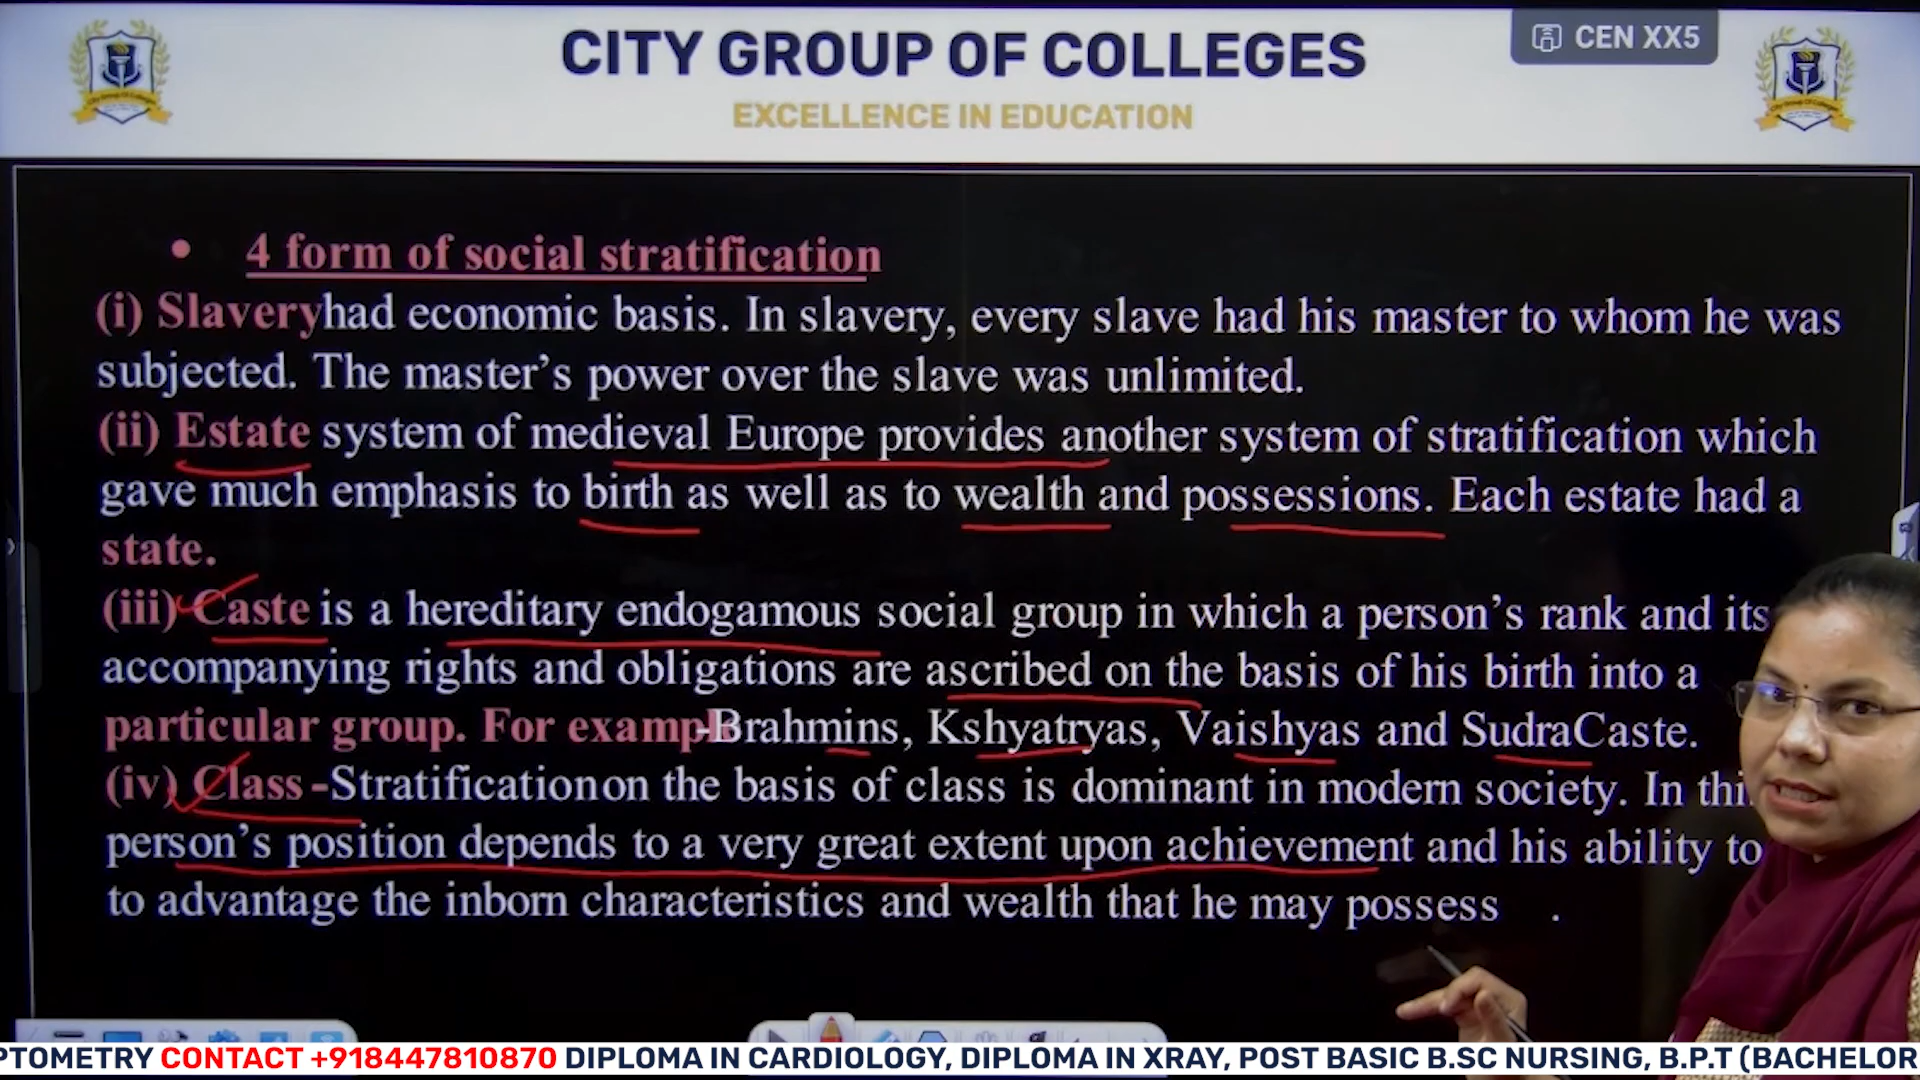 CITY GROUP OF COLLEGES
EXCELLENCE IN EDUCATION
CEN XX5
• 4 form of social stratification
(i) Slaveryhad economic basis. In slavery, every slave had his master to whom he was
subjected. The master’s power over the slave was unlimited.
(ii) Estate system of medieval Europe provides another system of stratification which
gave much emphasis to birth as well as to wealth and possessions. Each estate had a
state.
(iii) Caste is a hereditary endogamous social group in which a person’s rank and its
accompanying rights and obligations are ascribed on the basis of his birth into a
particular group. For exampl-Brahmins, Kshyatryas, Vaishyas and SudraCaste.
(iv) Class -Stratificationon the basis of class is dominant in modern society. In thi
person’s position depends to a very great extent upon achievement and his ability to
to advantage the inborn characteristics and wealth that he may possess .
PTOMETRY CONTACT +918447810870 DIPLOMA IN CARDIOLOGY, DIPLOMA IN XRAY, POST BASIC B.SC NURSING, B.P.T (BACHELOR